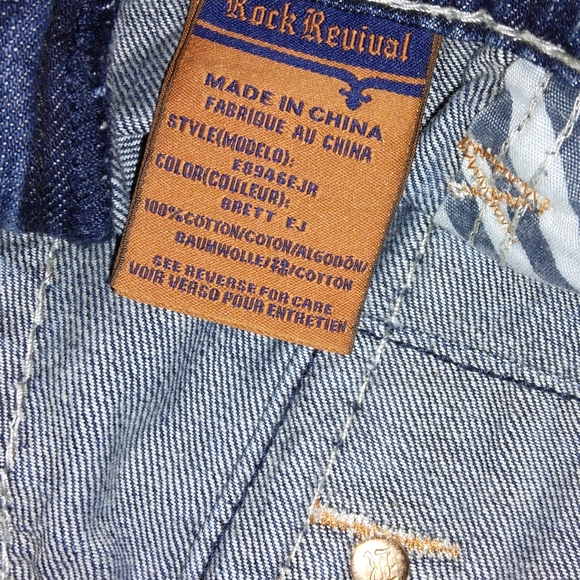 Rock Revival
MADE IN CHINA
FABRIQUE AU CHINA
STYLE(MODELO):
E8946EJR
COLOR(COULEUR):
BRETT EJ
100%COTTON/COTON/ALGODÓN/
BAUMWOLLE/棉/COTTON
SEE REVERSE FOR CARE
VOIR VERSO POUR ENTRETIEN